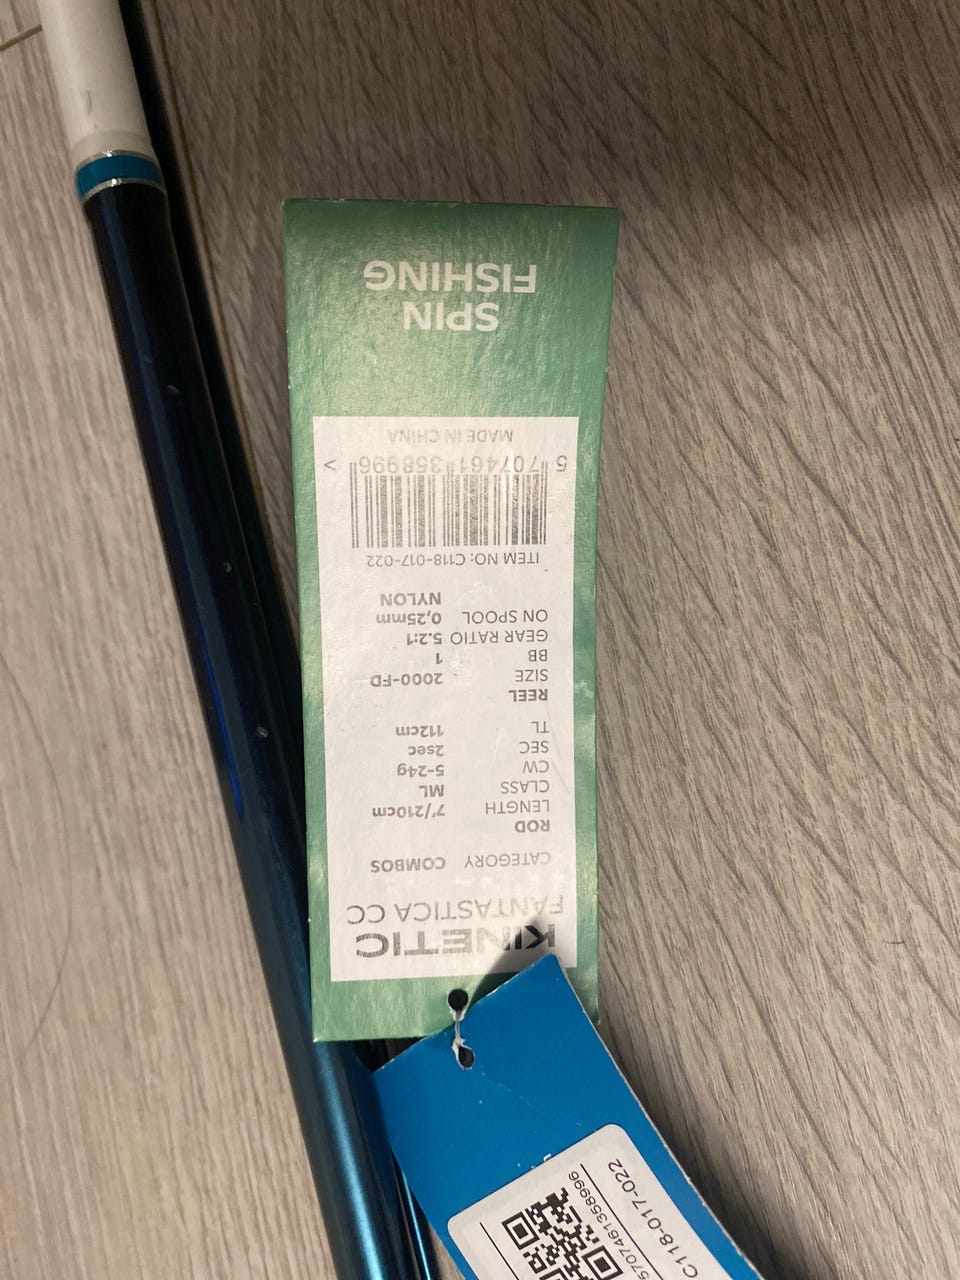 KINETIC
FANTASTICA CC
CATEGORY COMBOS
ROD
LENGTH 7'/210cm
CLASS ML
CW 5-24g
SEC 2sec
TL 112cm
REEL
SIZE 2000-FD
BB 1
GEAR RATIO 5.2:1
ON SPOOL 0,25mm
NYLON
ITEM NO: C118-017-022
5 707461 358996 >
MADE IN CHINA
SPIN
FISHING
5707461358996
5707461358996
C118-017-022